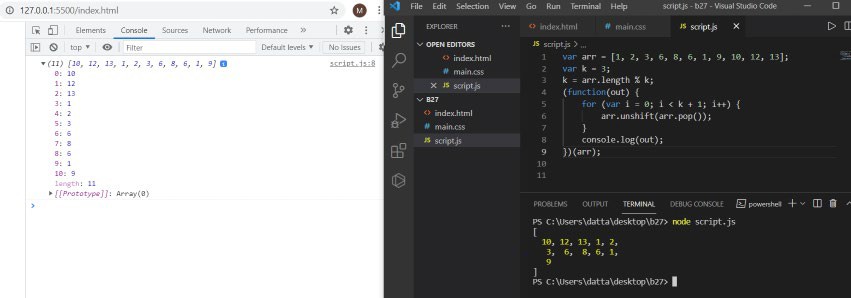 127.0.0.1:5500/index.html
M
Elements Console Sources Network Performance »
top Filter Default levels No Issues
(11) [10, 12, 13, 1, 2, 3, 6, 8, 6, 1, 9] i script.js:8
0: 10
1: 12
2: 13
3: 1
4: 2
5: 3
6: 6
7: 8
8: 6
9: 1
10: 9
length: 11
[[Prototype]]: Array(0)
>
File Edit Selection View Go Run Terminal Help script.js - b27 - Visual Studio Code
EXPLORER ...
OPEN EDITORS
index.html
# main.css
× JS script.js
B27
index.html
# main.css
JS script.js
index.html # main.css JS script.js ×
JS script.js > ...
1 var arr = [1, 2, 3, 6, 8, 6, 1, 9, 10, 12, 13];
2 var k = 3;
3 k = arr.length % k;
4 (function(out) {
5 for (var i = 0; i < k + 1; i++) {
6 arr.unshift(arr.pop());
7 }
8 console.log(out);
9 })(arr);
10
11
PROBLEMS OUTPUT TERMINAL DEBUG CONSOLE powershell
PS C:\Users\datta\desktop\b27> node script.js
[
10, 12, 13, 1, 2,
3, 6, 8, 6, 1,
9
]
PS C:\Users\datta\desktop\b27>